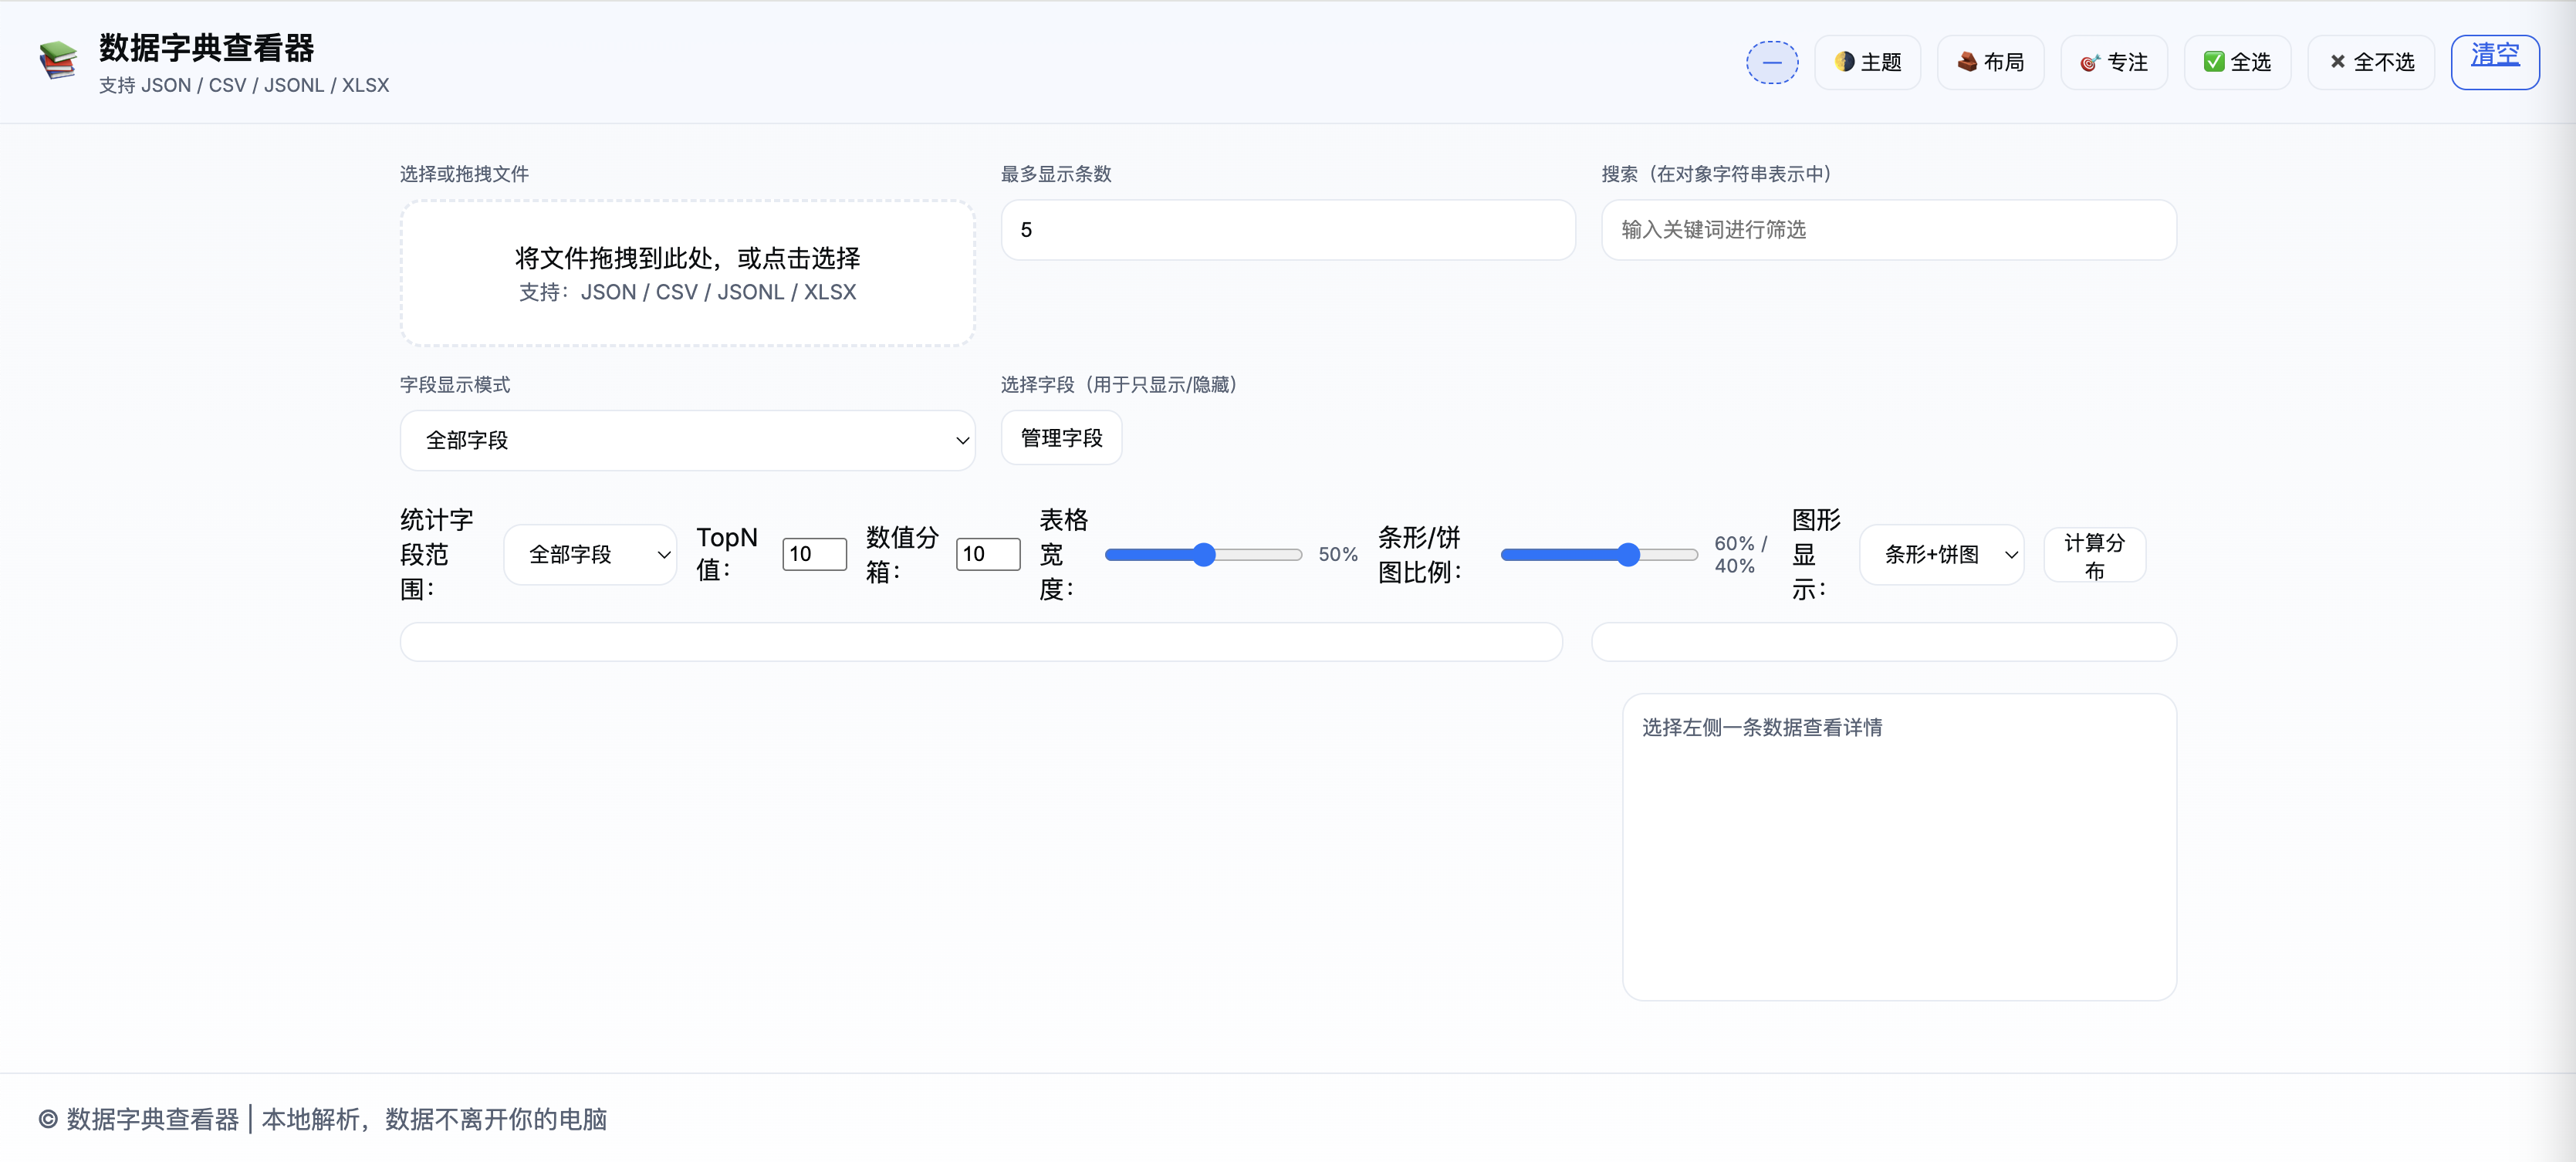 数据字典查看器
支持 JSON / CSV / JSONL / XLSX
—
主题
布局
专注
全选
✖ 全不选
清空
选择或拖拽文件
最多显示条数
搜索（在对象字符串表示中）
将文件拖拽到此处，或点击选择
支持：JSON / CSV / JSONL / XLSX
5
输入关键词进行筛选
字段显示模式
选择字段（用于只显示/隐藏）
全部字段
管理字段
统计字
段范
围：
全部字段
TopN
值：
10
数值分
箱：
10
表格
宽
度：
50%
条形/饼
图比例：
60% /
40%
图形
显
示：
条形+饼图
计算分
布
选择左侧一条数据查看详情
© 数据字典查看器 | 本地解析，数据不离开你的电脑